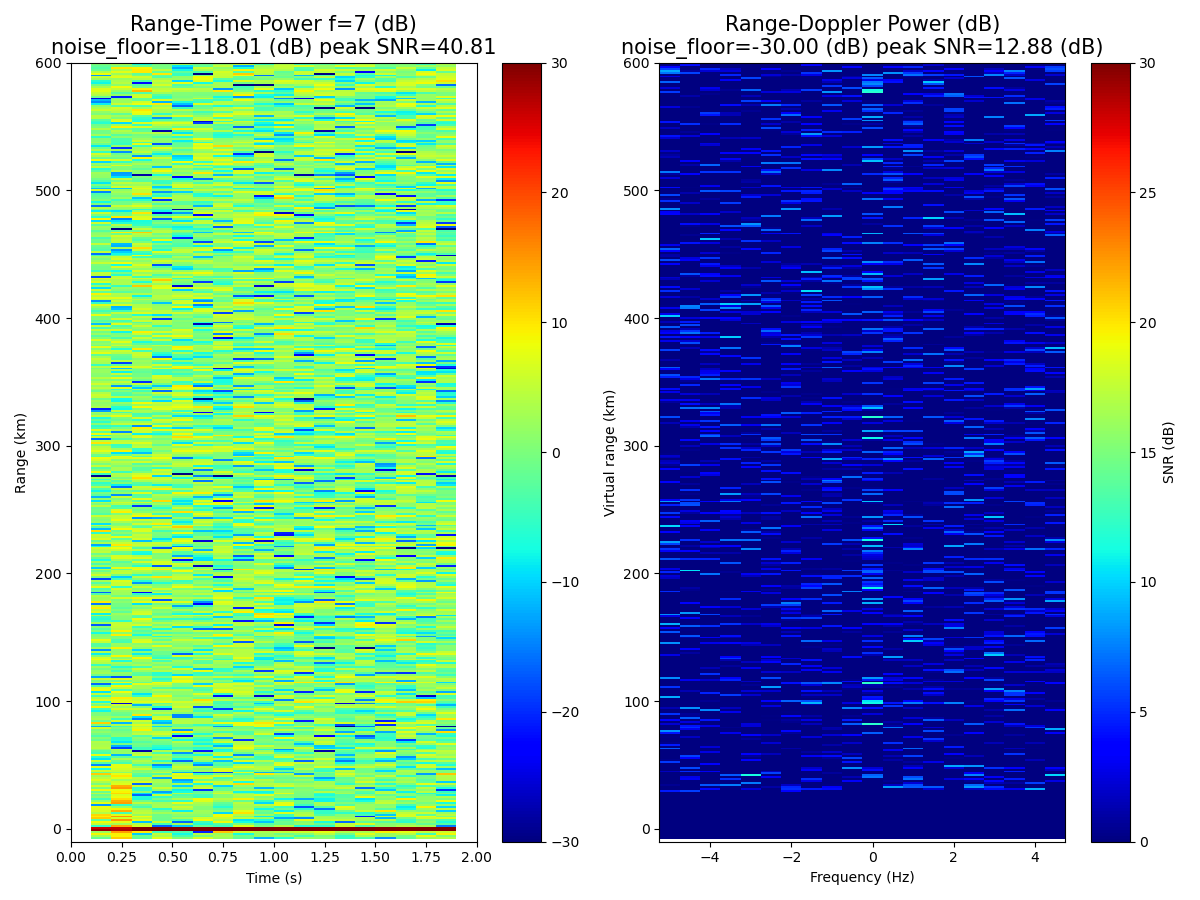 Range-Time Power f=7 (dB)
noise_floor=-118.01 (dB) peak SNR=40.81
Range-Doppler Power (dB)
noise_floor=-30.00 (dB) peak SNR=12.88 (dB)
600
500
400
300
200
100
0
Range (km)
0.00 0.25 0.50 0.75 1.00 1.25 1.50 1.75 2.00
Time (s)
30
20
10
0
−10
−20
−30
600
500
400
300
200
100
0
Virtual range (km)
−4 −2 0 2 4
Frequency (Hz)
30
25
20
15
10
5
0
SNR (dB)